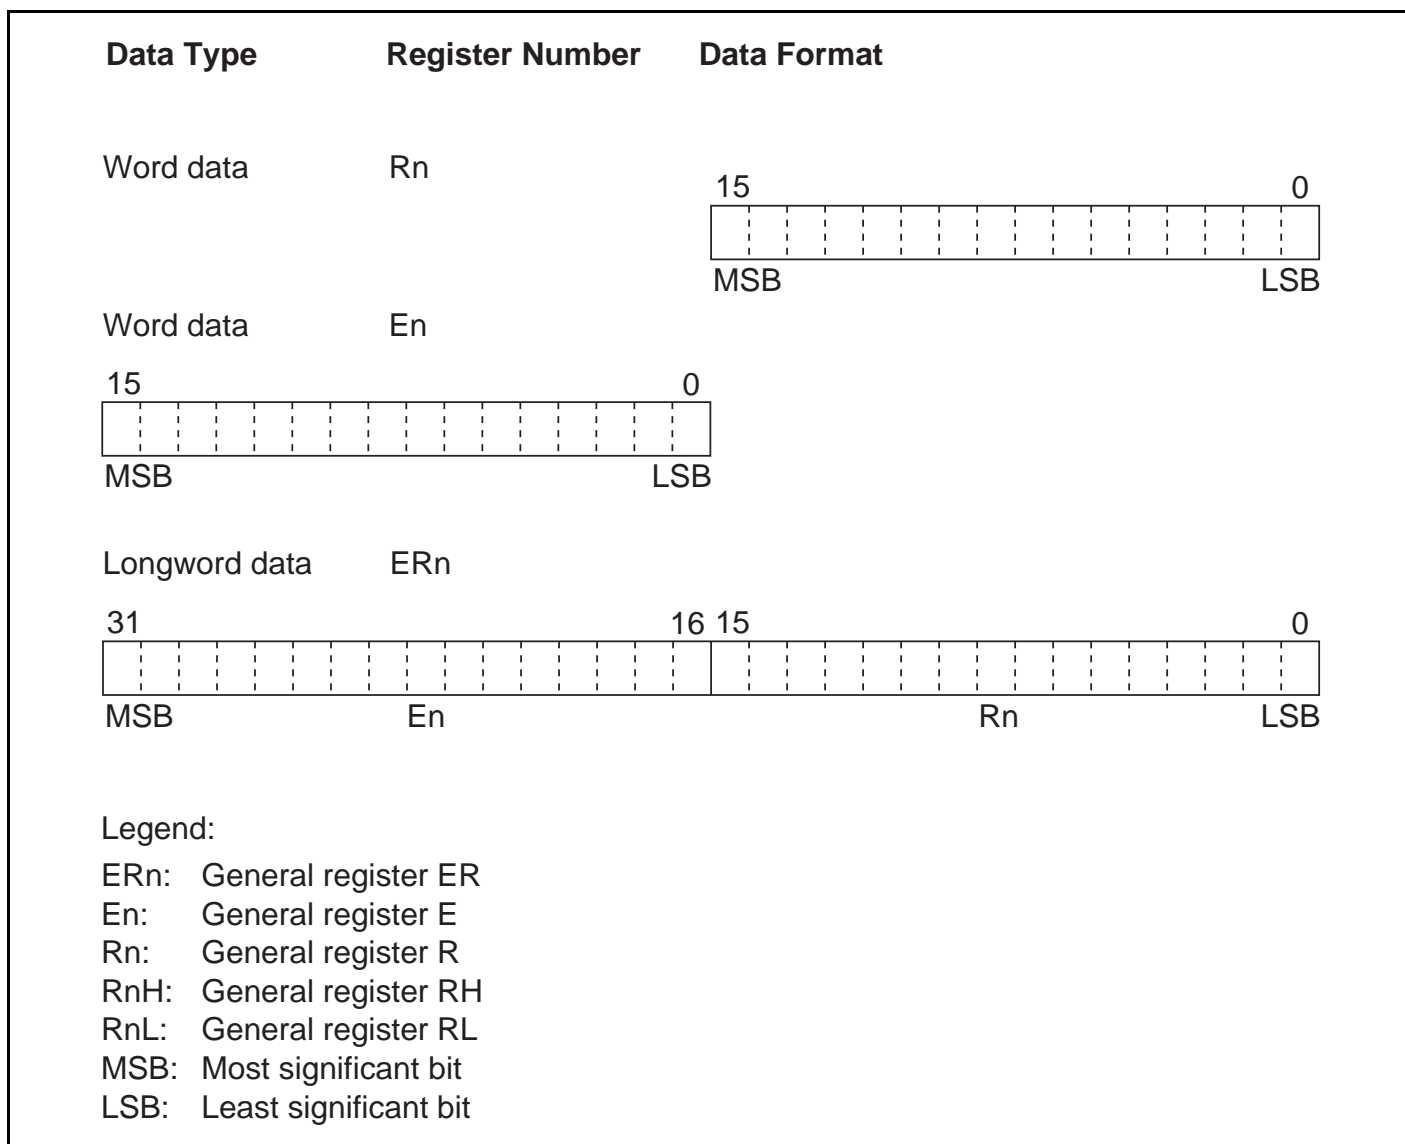 Data Type Register Number Data Format
Word data Rn
15 0
MSB LSB
Word data En
15 0
MSB LSB
Longword data ERn
31 16 15 0
MSB En Rn LSB
Legend:
ERn: General register ER
En: General register E
Rn: General register R
RnH: General register RH
RnL: General register RL
MSB: Most significant bit
LSB: Least significant bit